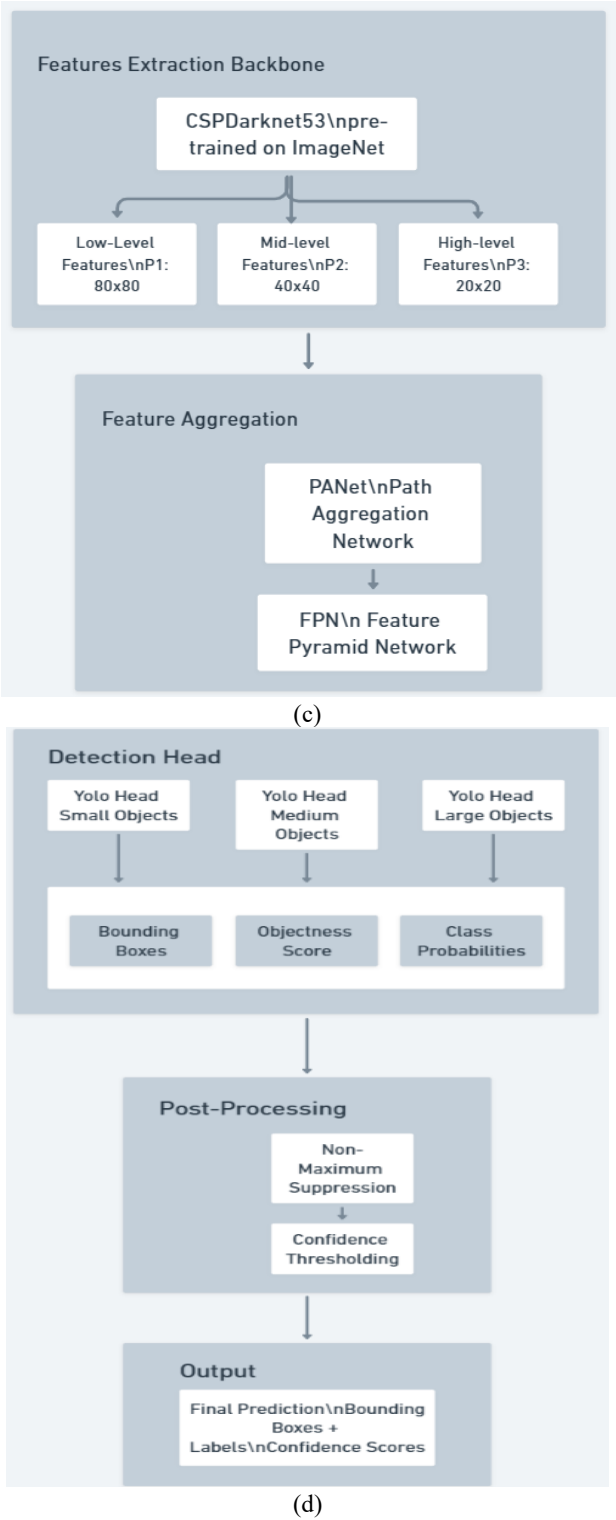 Features Extraction Backbone
CSPDarknet53\npre-
trained on ImageNet
Low-Level
Features\nP1:
80x80
Mid-level
Features\nP2:
40x40
High-level
Features\nP3:
20x20
Feature Aggregation
PANet\nPath
Aggregation
Network
FPN\n Feature
Pyramid Network
(c)
Detection Head
Yolo Head
Small Objects
Yolo Head
Medium
Objects
Yolo Head
Large Objects
Bounding
Boxes
Objectness
Score
Class
Probabilities
Post-Processing
Non-
Maximum
Suppression
Confidence
Thresholding
Output
Final Prediction\nBounding
Boxes +
Labels\nConfidence Scores
(d)